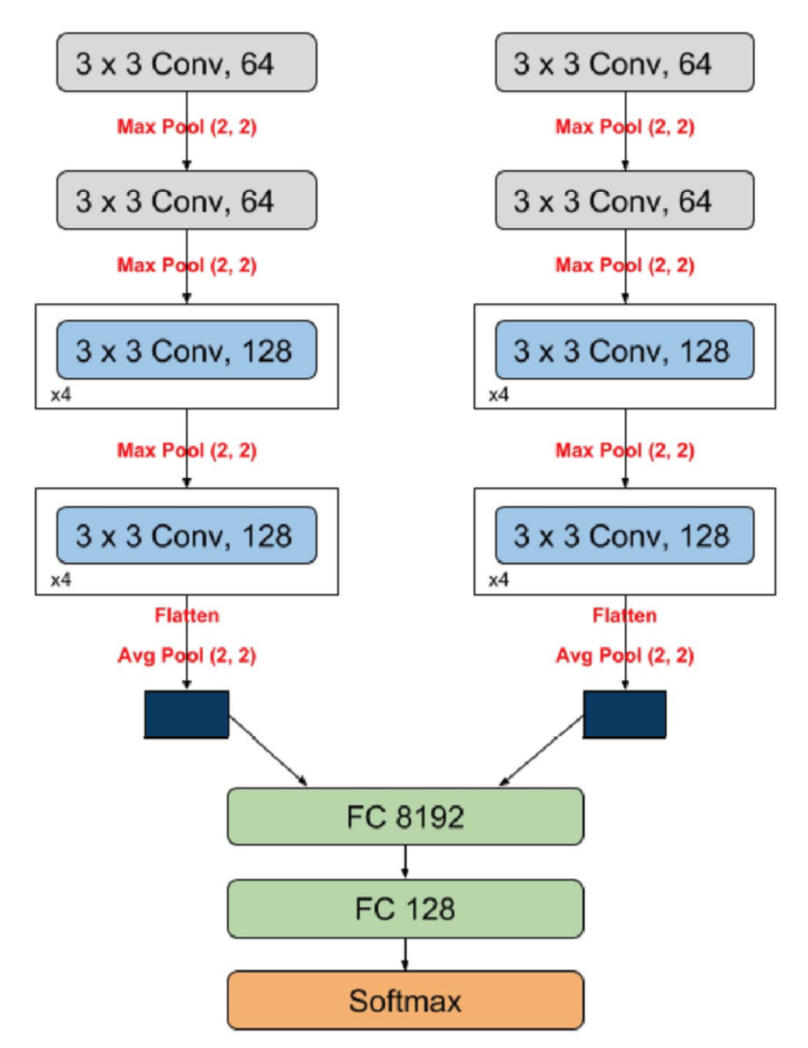 3 x 3 Conv, 64
Max Pool (2, 2)
3 x 3 Conv, 64
Max Pool (2, 2)
3 x 3 Conv, 128
x4
Max Pool (2, 2)
3 x 3 Conv, 128
x4
Flatten
Avg Pool (2, 2)
3 x 3 Conv, 64
Max Pool (2, 2)
3 x 3 Conv, 64
Max Pool (2, 2)
3 x 3 Conv, 128
x4
Max Pool (2, 2)
3 x 3 Conv, 128
x4
Flatten
Avg Pool (2, 2)
FC 8192
FC 128
Softmax